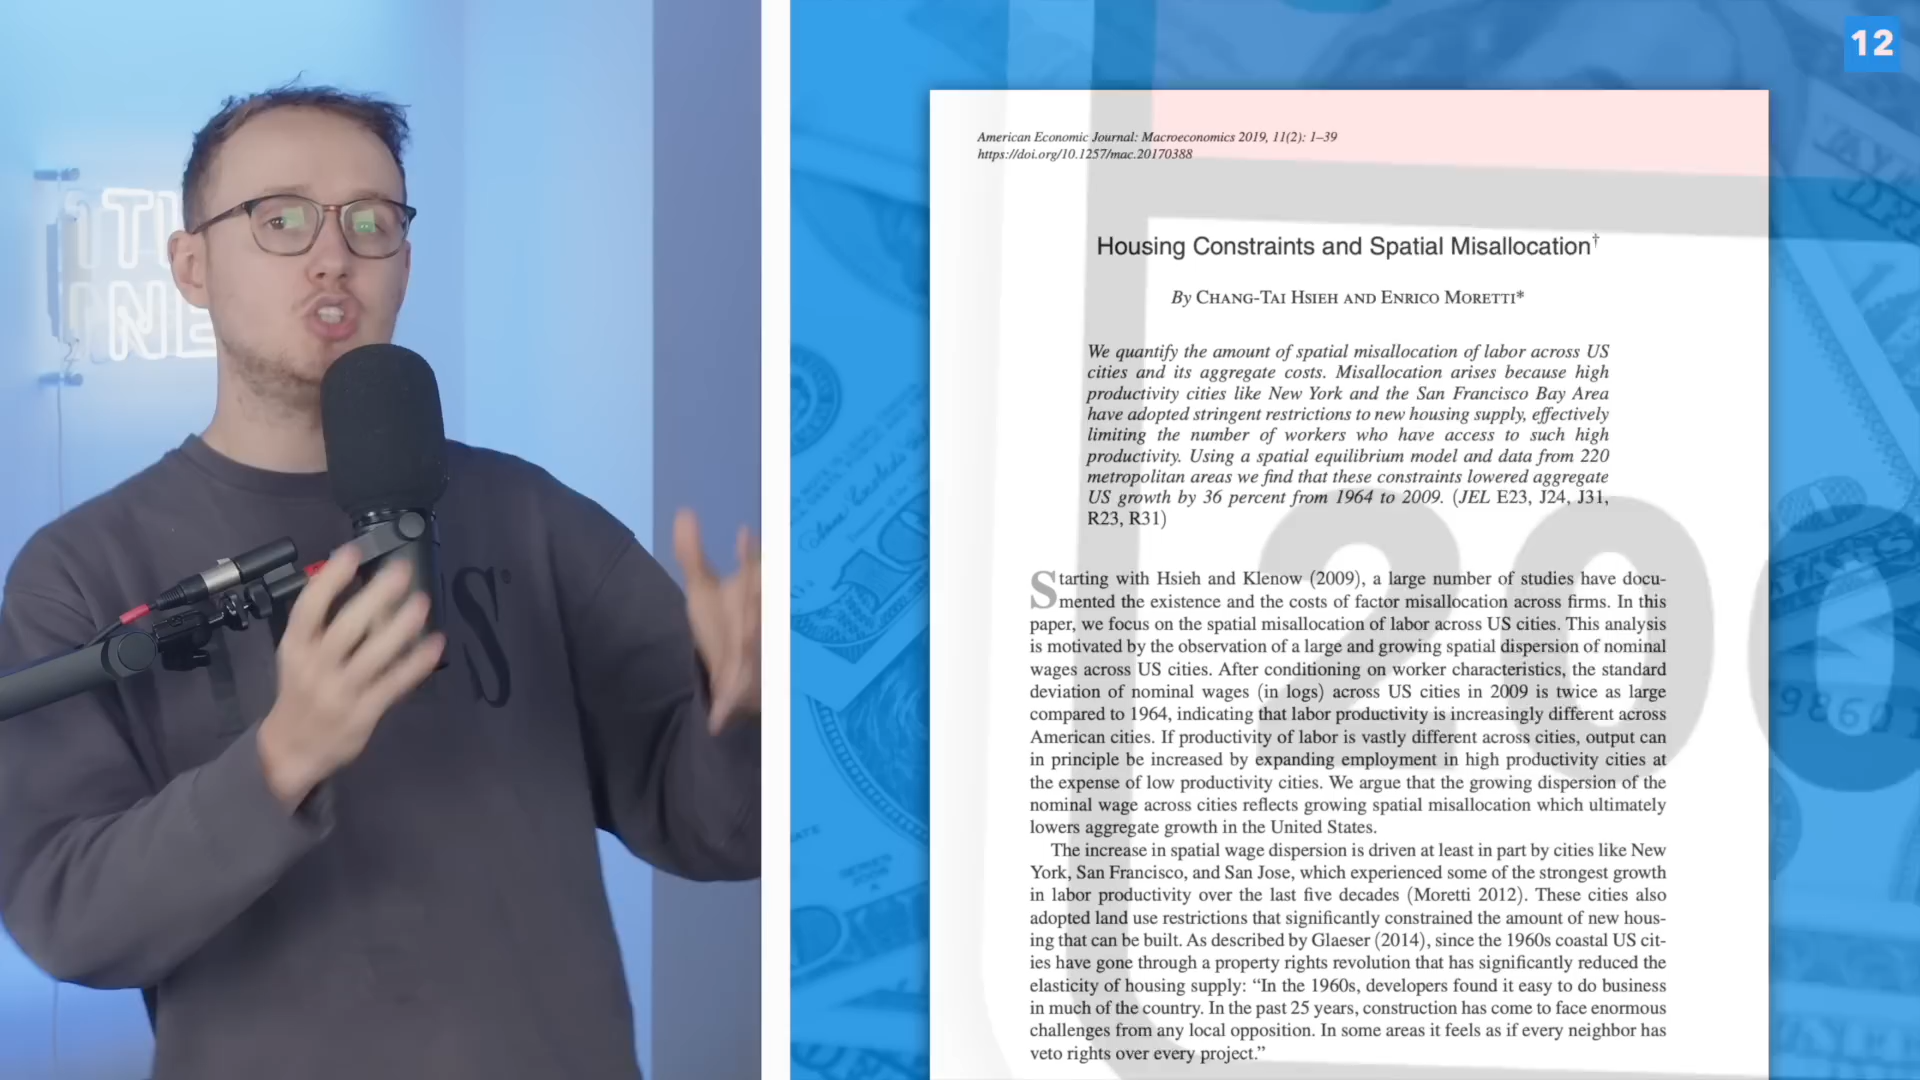 12
American Economic Journal: Macroeconomics 2019, 11(2): 1–39
https://doi.org/10.1257/mac.20170388
Housing Constraints and Spatial Misallocation†
By CHANG-TAI HSIEH AND ENRICO MORETTI*
We quantify the amount of spatial misallocation of labor across US
cities and its aggregate costs. Misallocation arises because high
productivity cities like New York and the San Francisco Bay Area
have adopted stringent restrictions to new housing supply, effectively
limiting the number of workers who have access to such high
productivity. Using a spatial equilibrium model and data from 220
metropolitan areas we find that these constraints lowered aggregate
US growth by 36 percent from 1964 to 2009. (JEL E23, J24, J31,
R23, R31)
Starting with Hsieh and Klenow (2009), a large number of studies have docu-
mented the existence and the costs of factor misallocation across firms. In this
paper, we focus on the spatial misallocation of labor across US cities. This analysis
is motivated by the observation of a large and growing spatial dispersion of nominal
wages across US cities. After conditioning on worker characteristics, the standard
deviation of nominal wages (in logs) across US cities in 2009 is twice as large
compared to 1964, indicating that labor productivity is increasingly different across
American cities. If productivity of labor is vastly different across cities, output can
in principle be increased by expanding employment in high productivity cities at
the expense of low productivity cities. We argue that the growing dispersion of the
nominal wage across cities reflects growing spatial misallocation which ultimately
lowers aggregate growth in the United States.
The increase in spatial wage dispersion is driven at least in part by cities like New
York, San Francisco, and San Jose, which experienced some of the strongest growth
in labor productivity over the last five decades (Moretti 2012). These cities also
adopted land use restrictions that significantly constrained the amount of new hous-
ing that can be built. As described by Glaeser (2014), since the 1960s coastal US cit-
ies have gone through a property rights revolution that has significantly reduced the
elasticity of housing supply: “In the 1960s, developers found it easy to do business
in much of the country. In the past 25 years, construction has come to face enormous
challenges from any local opposition. In some areas it feels as if every neighbor has
veto rights over every project.”
200